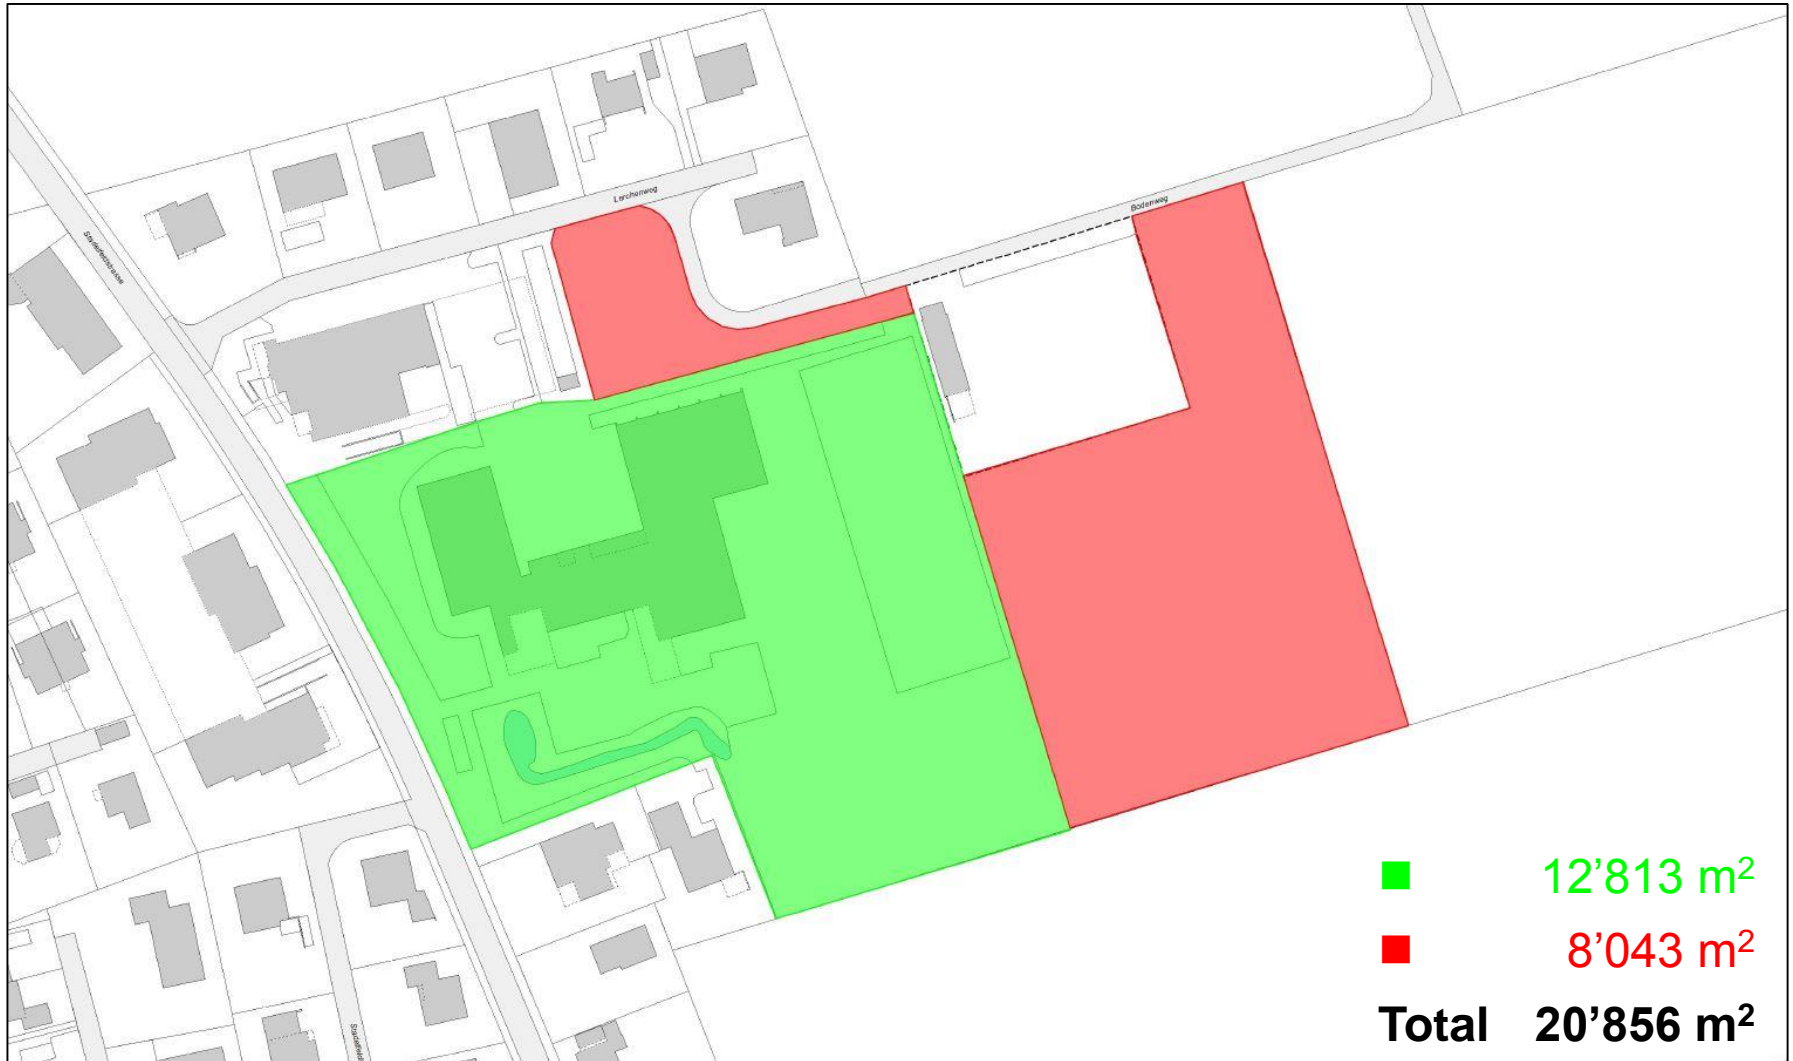 Lerchenweg
Bodenweg
12’813 m²
8’043 m²
Total 20’856 m²